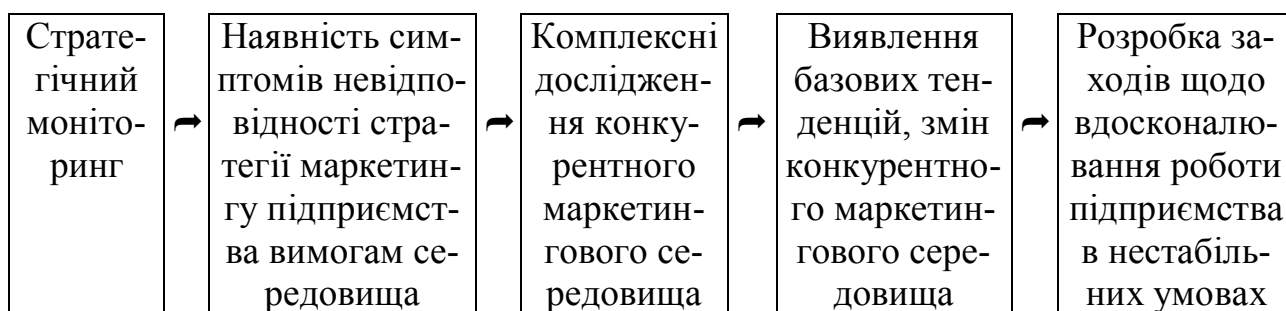 Страте-
гічний
моніто-
ринг
➦
Наявність сим-
птомів невідпо-
відності стра-
тегії маркетин-
гу підприємст-
ва вимогам се-
редовища
➦
Комплексні
досліджен-
ня конку-
рентного
маркетин-
гового се-
редовища
➦
Виявлення
базових тен-
денцій, змін
конкурентно-
го маркетин-
гового сере-
довища
➦
Розробка за-
ходів щодо
вдосконалю-
вання роботи
підприємства
в нестабіль-
них умовах